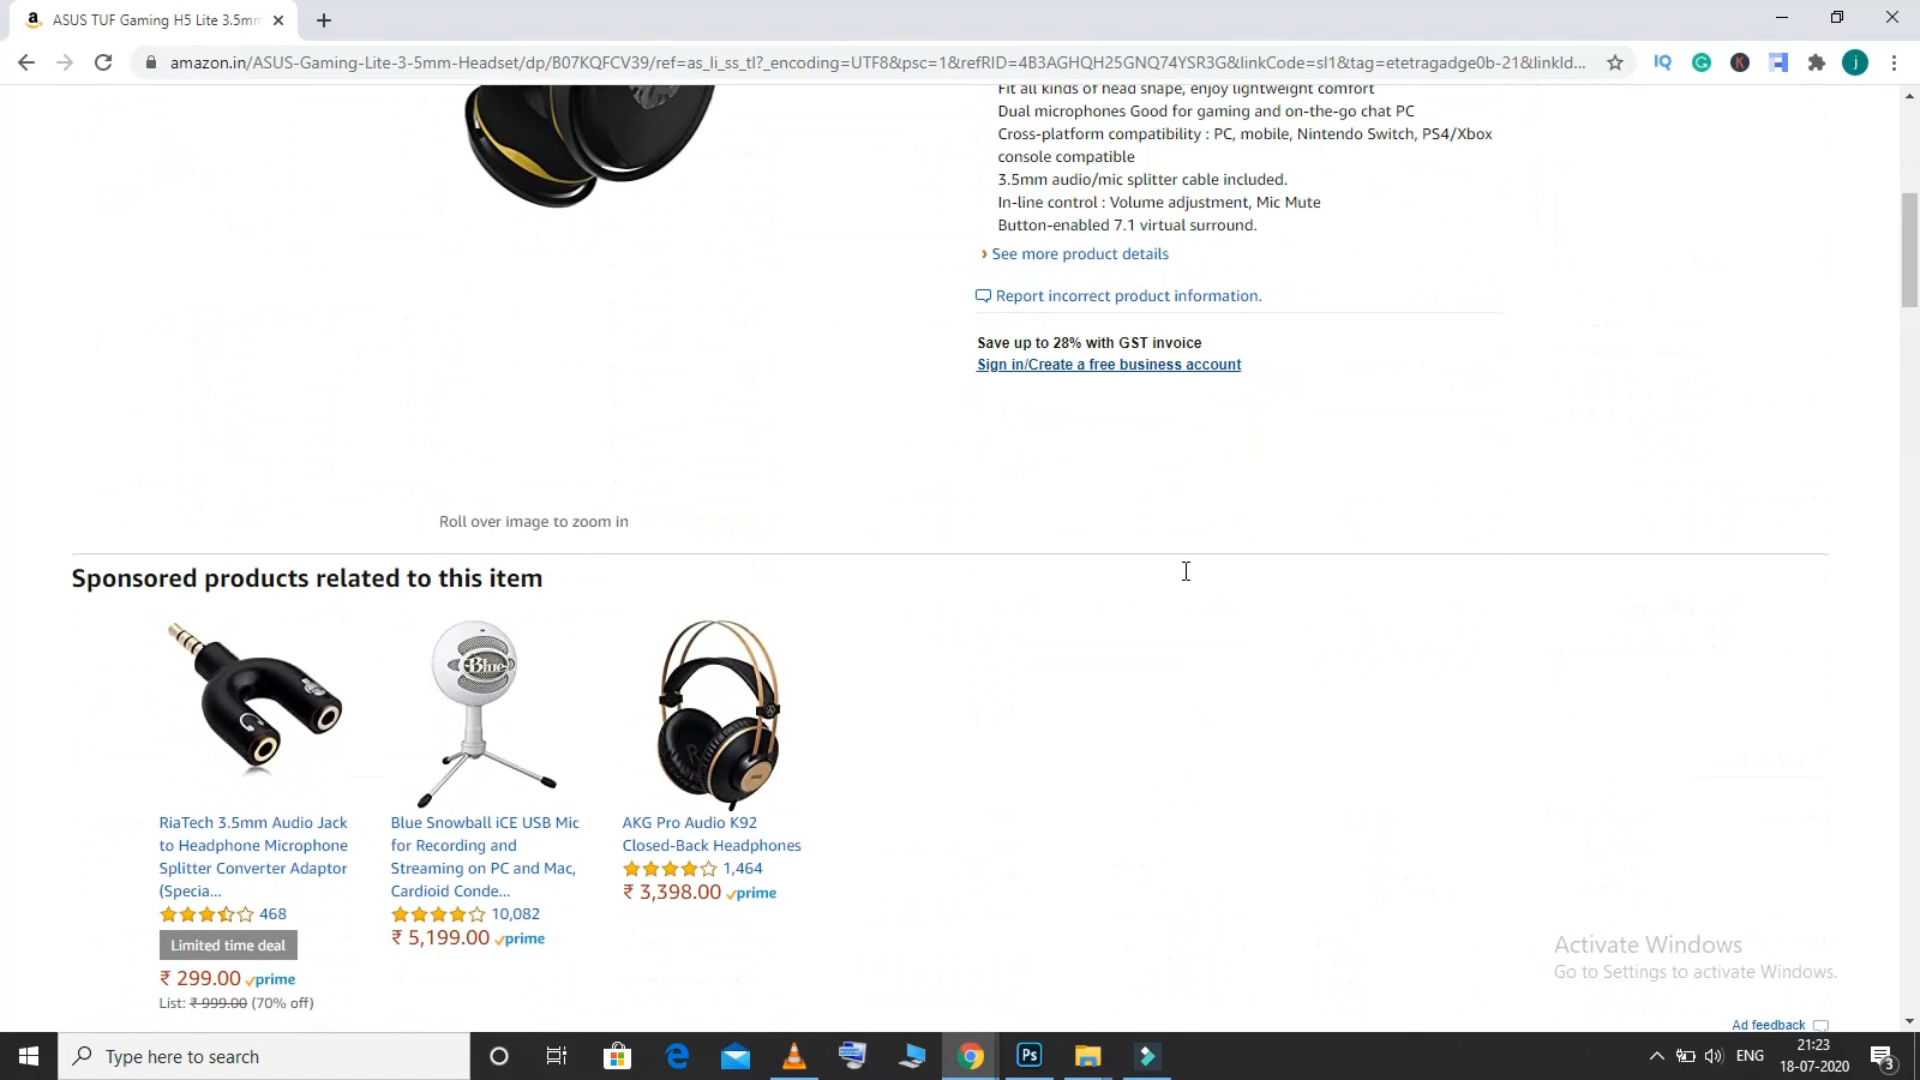 ASUS TUF Gaming H5 Lite 3.5mm
amazon.in/ASUS-Gaming-Lite-3-5mm-Headset/dp/B07KQFCV39/ref=as_li_ss_tl?_encoding=UTF8&psc=1&refRID=4B3AGHQH25GNQ74YSR3G&linkCode=sl1&tag=etetragadge0b-21&linkId...
Fit all kinds of head shape, enjoy lightweight comfort
Dual microphones Good for gaming and on-the-go chat PC
Cross-platform compatibility : PC, mobile, Nintendo Switch, PS4/Xbox
console compatible
3.5mm audio/mic splitter cable included.
In-line control : Volume adjustment, Mic Mute
Button-enabled 7.1 virtual surround.
› See more product details
Report incorrect product information.
Save up to 28% with GST invoice
Sign in/Create a free business account
Roll over image to zoom in
Sponsored products related to this item
Blue
RiaTech 3.5mm Audio Jack
to Headphone Microphone
Splitter Converter Adaptor
(Specia...
468
Limited time deal
₹ 299.00 prime
List: ₹ 999.00 (70% off)
Blue Snowball iCE USB Mic
for Recording and
Streaming on PC and Mac,
Cardioid Conde...
10,082
₹ 5,199.00 prime
AKG Pro Audio K92
Closed-Back Headphones
1,464
₹ 3,398.00 prime
Activate Windows
Go to Settings to activate Windows.
Ad feedback
Type here to search
Ps
ENG
21:23
18-07-2020
3